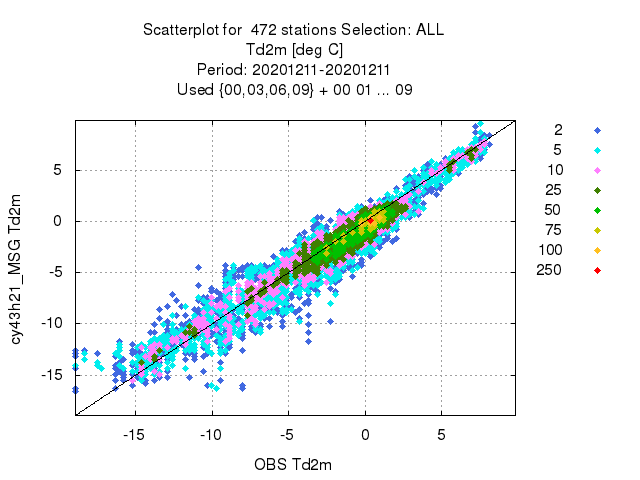 Scatterplot for 472 stations Selection: ALL
Td2m [deg C]
Period: 20201211-20201211
Used {00,03,06,09} + 00 01 ... 09
2
5
10
25
50
75
100
250
5
0
-5
-10
-15
cy43h21_MSG Td2m
-15 -10 -5 0 5
OBS Td2m